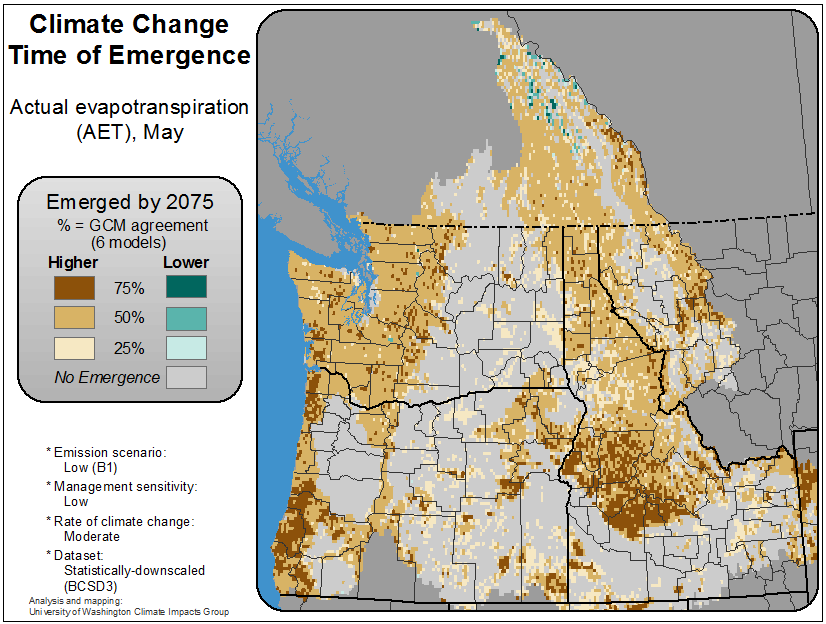 Climate Change
Time of Emergence
Actual evapotranspiration
(AET), May
Emerged by 2075
% = GCM agreement
(6 models)
Higher Lower
75%
50%
25%
No Emergence
* Emission scenario:
Low (B1)
* Management sensitivity:
Low
* Rate of climate change:
Moderate
* Dataset:
Statistically-downscaled
(BCSD3)
Analysis and mapping:
University of Washington Climate Impacts Group